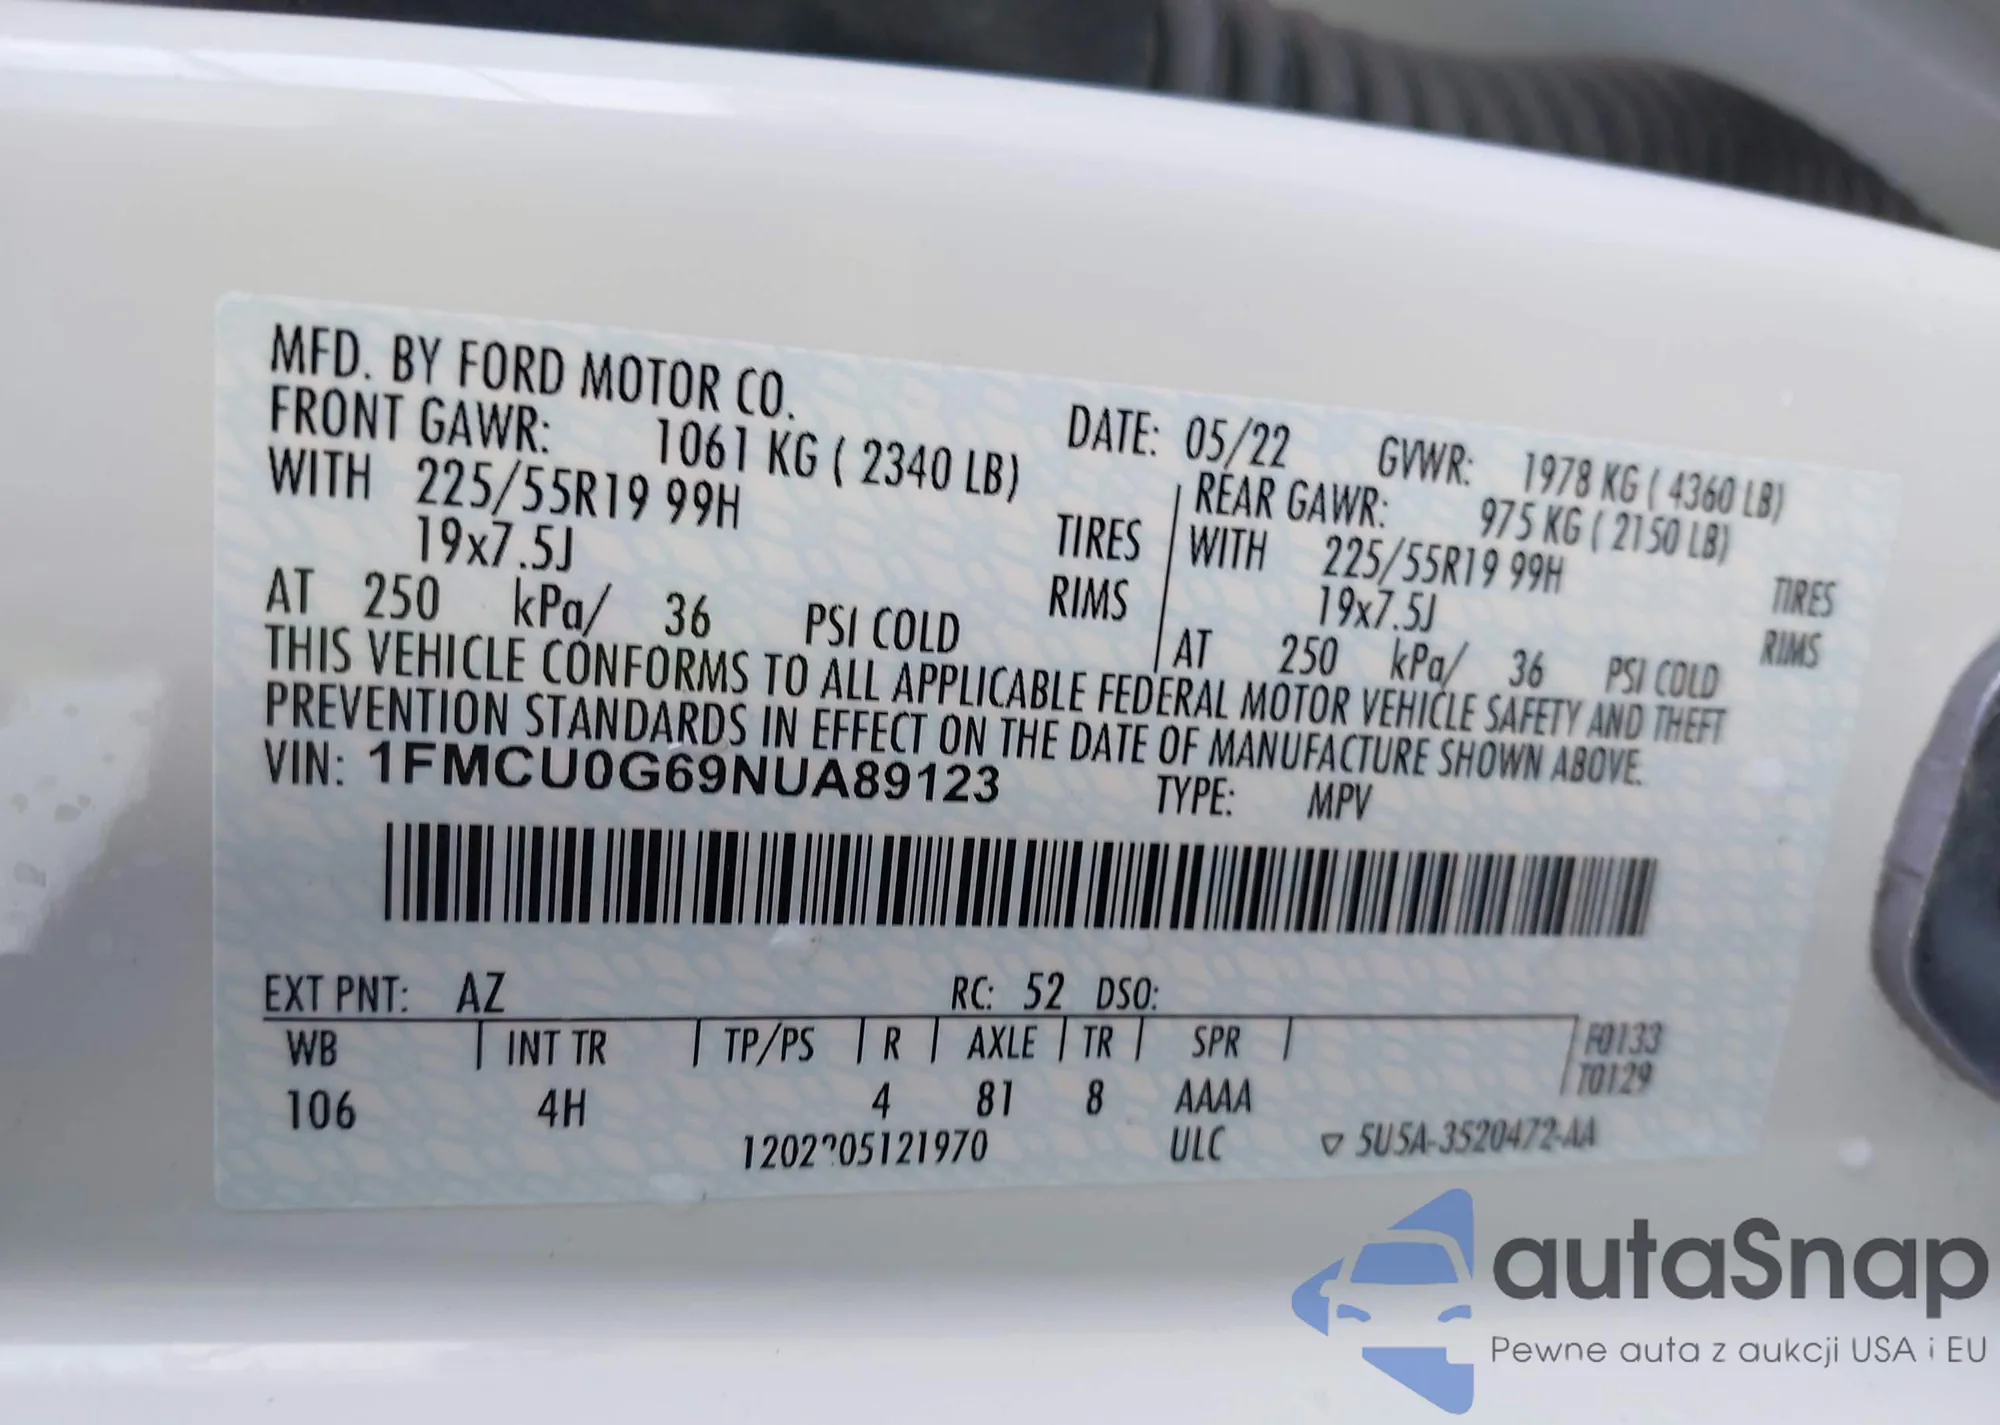 MFD. BY FORD MOTOR CO.
DATE: 05/22 GVWR: 1978 KG ( 4360 LB)
FRONT GAWR: 1061 KG ( 2340 LB) REAR GAWR: 975 KG ( 2150 LB)
WITH 225/55R19 99H TIRES WITH 225/55R19 99H TIRES
19x7.5J RIMS 19x7.5J RIMS
AT 250 kPa/ 36 PSI COLD AT 250 kPa/ 36 PSI COLD
THIS VEHICLE CONFORMS TO ALL APPLICABLE FEDERAL MOTOR VEHICLE SAFETY AND THEFT
PREVENTION STANDARDS IN EFFECT ON THE DATE OF MANUFACTURE SHOWN ABOVE.
VIN: 1FMCU0G69NUA89123 TYPE: MPV
EXT PNT: AZ RC: 52 DSO:
WB INT TR TP/PS R AXLE TR SPR F0133
T0129
106 4H 4 81 8 AAAA
ULC ▽ 5U5A-3520472-AA
autaSnap
Pewne auta z aukcji USA i EU